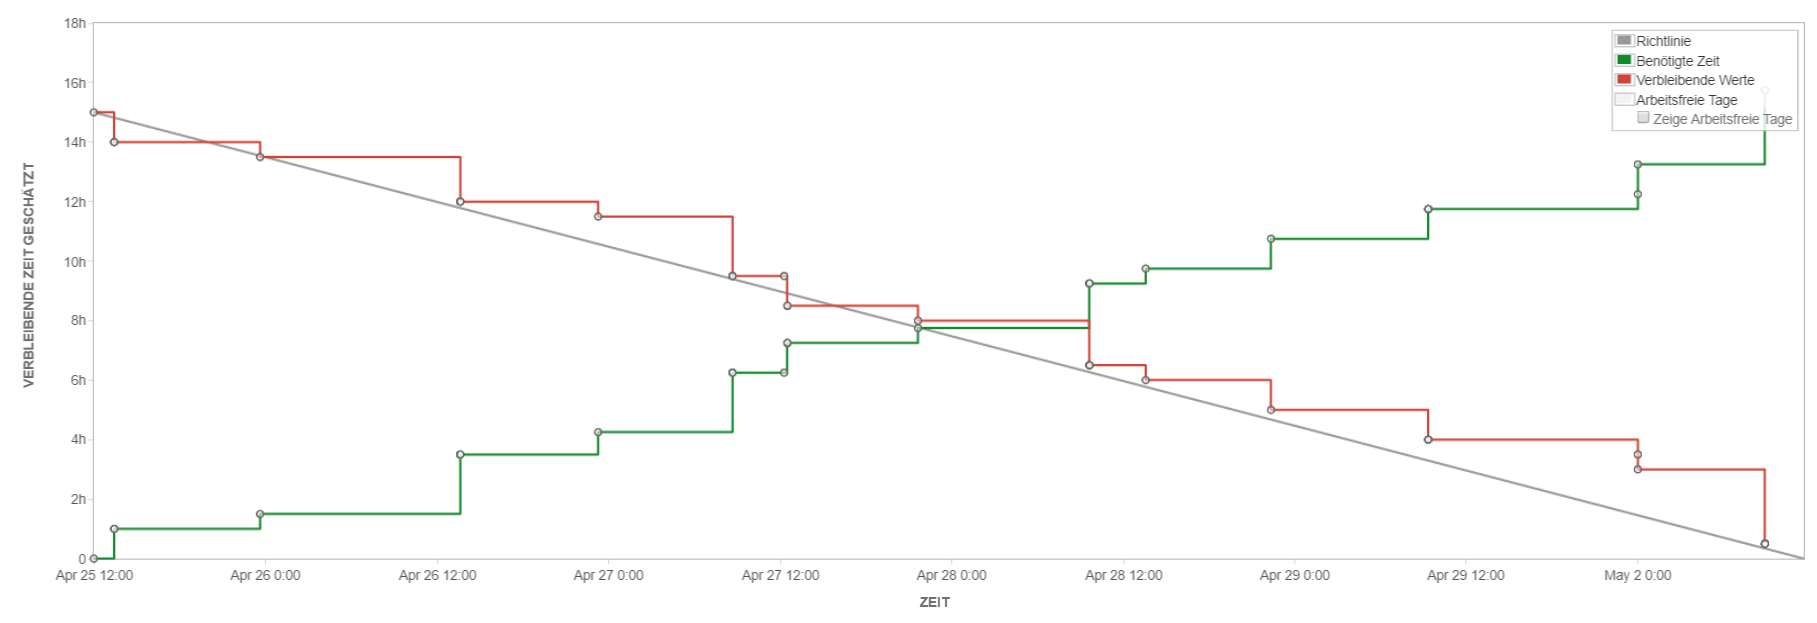 18h
16h
14h
12h
10h
8h
6h
4h
2h
0
VERBLEIBENDE ZEIT GESCHÄTZT
Richtlinie
Benötigte Zeit
Verbleibende Werte
Arbeitsfreie Tage
Zeige Arbeitsfreie Tage
Apr 25 12:00 Apr 26 0:00 Apr 26 12:00 Apr 27 0:00 Apr 27 12:00 Apr 28 0:00 Apr 28 12:00 Apr 29 0:00 Apr 29 12:00 May 2 0:00
ZEIT